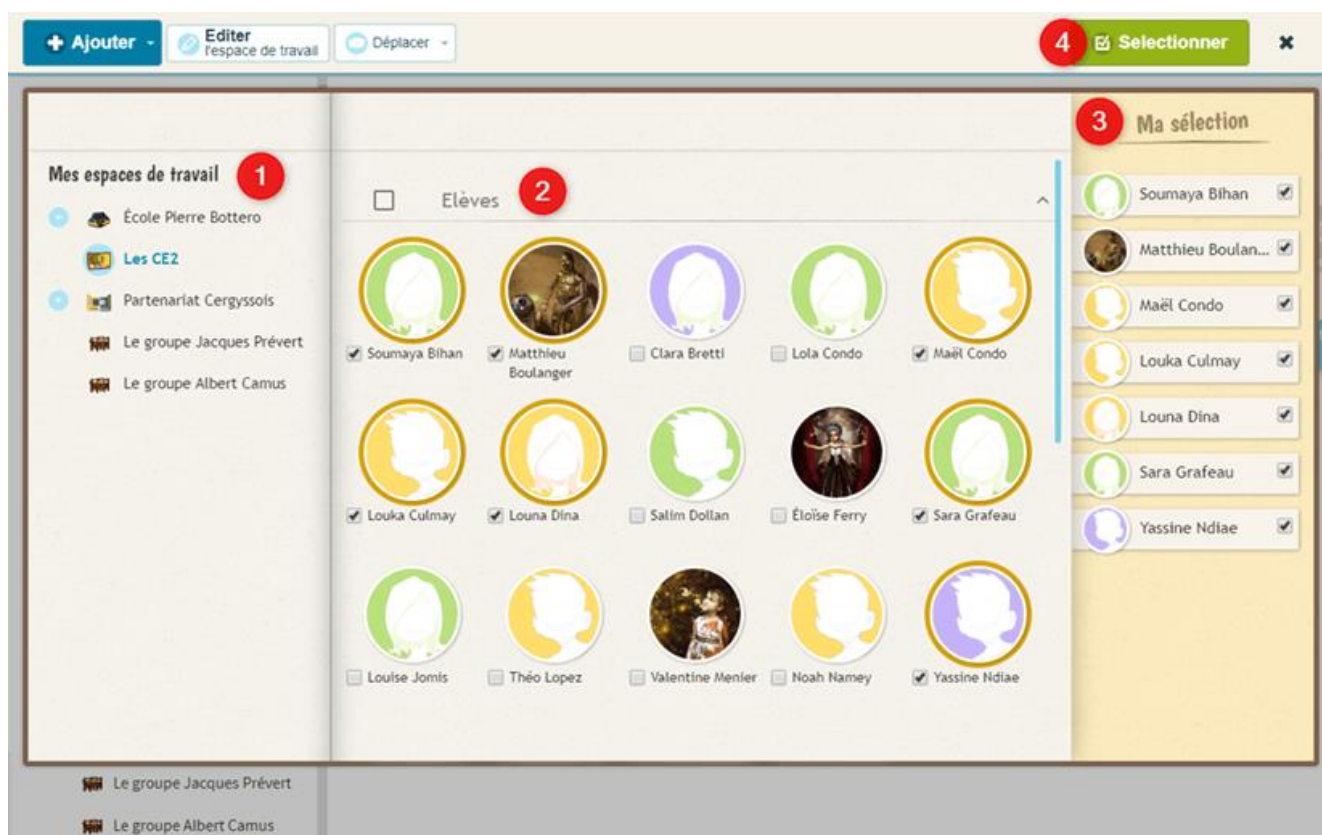 Ajouter
Editer
l'espace de travail
Déplacer
4
Selectionner
Mes espaces de travail
1
École Pierre Bottero
Les CE2
Partenariat Cergyssois
Le groupe Jacques Prévert
Le groupe Albert Camus
Elèves
2
Soumaya Bihan
Matthieu
Boulanger
Clara Bretti
Lola Condo
Maël Condo
Louka Culmay
Louna Dina
Salim Dollan
Éloïse Ferry
Sara Grafeau
Louise Jomis
Théo Lopez
Valentine Menier
Noah Namey
Yassine Ndiae
3
Ma sélection
Soumaya Bihan
Matthieu Boulan...
Maël Condo
Louka Culmay
Louna Dina
Sara Grafeau
Yassine Ndiae
Le groupe Jacques Prévert
Le groupe Albert Camus